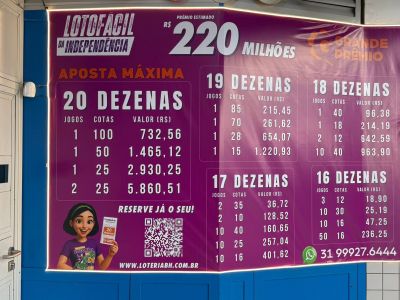 LOTOFÁCIL
DA INDEPENDÊNCIA
PRÊMIO ESTIMADO
R$ 220 MILHÕES
GRANDE
PRÊMIO
APOSTA MÁXIMA
20 DEZENAS
JOGOS COTAS VALOR (R$)
1 100 732,56
1 50 1.465,12
1 25 2.930,25
2 25 5.860,51
19 DEZENAS
JOGOS COTAS VALOR (R$)
1 85 215,45
1 70 261,62
1 28 654,07
1 15 1.220,93
18 DEZENAS
JOGOS COTAS VALOR (R$)
1 40 96,38
1 18 214,19
2 12 642,59
10 40 963,90
17 DEZENAS
JOGOS COTAS VALOR (R$)
2 35 36,72
2 10 128,52
10 40 160,65
10 25 257,04
10 16 401,62
16 DEZENAS
JOGOS COTAS VALOR (R$)
3 12 18,90
10 30 25,19
10 16 47,25
50 16 236,25
RESERVE JÁ O SEU!
WWW.LOTERIABH.COM.BR
31 99927.6444